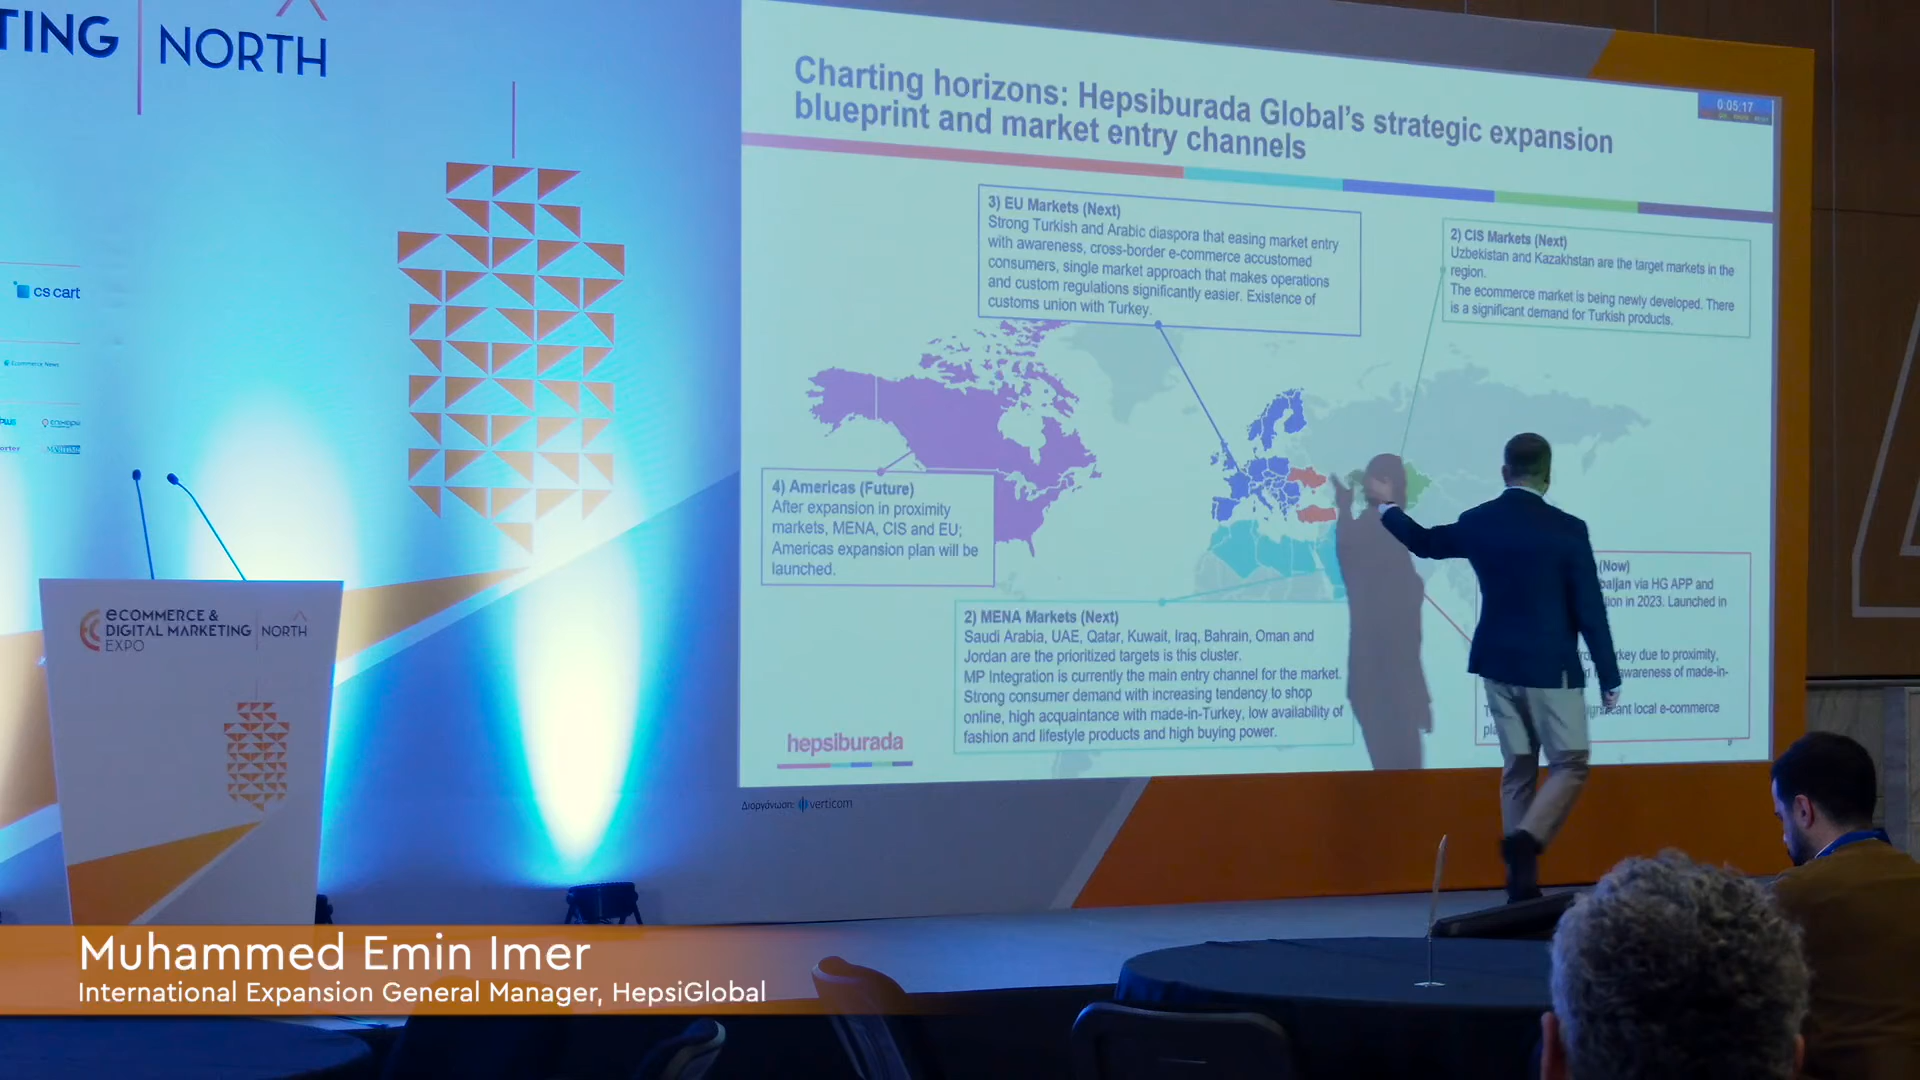 TING NORTH
cs cart
Ecommerce News
Charting horizons: Hepsiburada Global's strategic expansion
blueprint and market entry channels
0:05:17
3) EU Markets (Next)
Strong Turkish and Arabic diaspora that easing market entry
with awareness, cross-border e-commerce accustomed
consumers, single market approach that makes operations
and custom regulations significantly easier. Existence of
customs union with Turkey.
2) CIS Markets (Next)
Uzbekistan and Kazakhstan are the target markets in the
region.
The ecommerce market is being newly developed. There
is a significant demand for Turkish products.
4) Americas (Future)
After expansion in proximity
markets, MENA, CIS and EU;
Americas expansion plan will be
launched.
2) MENA Markets (Next)
Saudi Arabia, UAE, Qatar, Kuwait, Iraq, Bahrain, Oman and
Jordan are the prioritized targets is this cluster.
MP Integration is currently the main entry channel for the market.
Strong consumer demand with increasing tendency to shop
online, high acquaintance with made-in-Turkey, low availability of
fashion and lifestyle products and high buying power.
(Now)
via HG APP and
in 2023. Launched in
due to proximity,
awareness of made-in-
local e-commerce
hepsiburada
Διοργάνωση: verticom
eCOMMERCE &
DIGITAL MARKETING NORTH
EXPO
Muhammed Emin Imer
International Expansion General Manager, HepsiGlobal